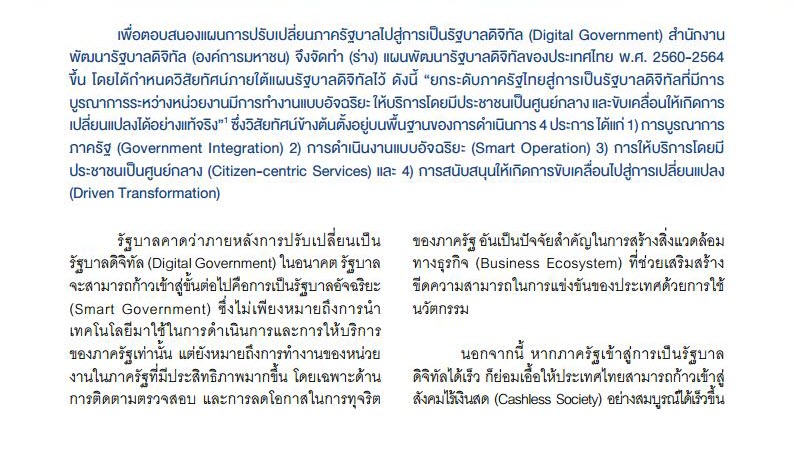 เพื่อตอบสนองแผนการปรับเปลี่ยนภาครัฐบาลไปสู่การเป็นรัฐบาลดิจิทัล (Digital Government) สำนักงาน
พัฒนารัฐบาลดิจิทัล (องค์การมหาชน) จึงจัดทำ (ร่าง) แผนพัฒนารัฐบาลดิจิทัลของประเทศไทย พ.ศ. 2560-2564
ขึ้น โดยได้กำหนดวิสัยทัศน์ภายใต้แผนรัฐบาลดิจิทัลไว้ ดังนี้ “ยกระดับภาครัฐไทยสู่การเป็นรัฐบาลดิจิทัลที่มีการ
บูรณาการระหว่างหน่วยงานมีการทำงานแบบอัจฉริยะ ให้บริการโดยมีประชาชนเป็นศูนย์กลาง และขับเคลื่อนให้เกิดการ
เปลี่ยนแปลงได้อย่างแท้จริง”¹ ซึ่งวิสัยทัศน์ข้างต้นตั้งอยู่บนพื้นฐานของการดำเนินการ 4 ประการ ได้แก่ 1) การบูรณาการ
ภาครัฐ (Government Integration) 2) การดำเนินงานแบบอัจฉริยะ (Smart Operation) 3) การให้บริการโดยมี
ประชาชนเป็นศูนย์กลาง (Citizen-centric Services) และ 4) การสนับสนุนให้เกิดการขับเคลื่อนไปสู่การเปลี่ยนแปลง
(Driven Transformation)
รัฐบาลคาดว่าภายหลังการปรับเปลี่ยนเป็น
รัฐบาลดิจิทัล (Digital Government) ในอนาคต รัฐบาล
จะสามารถก้าวเข้าสู่ขั้นต่อไปคือการเป็นรัฐบาลอัจฉริยะ
(Smart Government) ซึ่งไม่เพียงหมายถึงการนำ
เทคโนโลยีมาใช้ในการดำเนินการและการให้บริการ
ของภาครัฐเท่านั้น แต่ยังหมายถึงการทำงานของหน่วย
งานในภาครัฐที่มีประสิทธิภาพมากขึ้น โดยเฉพาะด้าน
การติดตามตรวจสอบ และการลดโอกาสในการทุจริต
ของภาครัฐ อันเป็นปัจจัยสำคัญในการสร้างสิ่งแวดล้อม
ทางธุรกิจ (Business Ecosystem) ที่ช่วยเสริมสร้าง
ขีดความสามารถในการแข่งขันของประเทศด้วยการใช้
นวัตกรรม
นอกจากนี้ หากภาครัฐเข้าสู่การเป็นรัฐบาล
ดิจิทัลได้เร็ว ก็ย่อมเอื้อให้ประเทศไทยสามารถก้าวเข้าสู่
สังคมไร้เงินสด (Cashless Society) อย่างสมบูรณ์ได้เร็วขึ้น